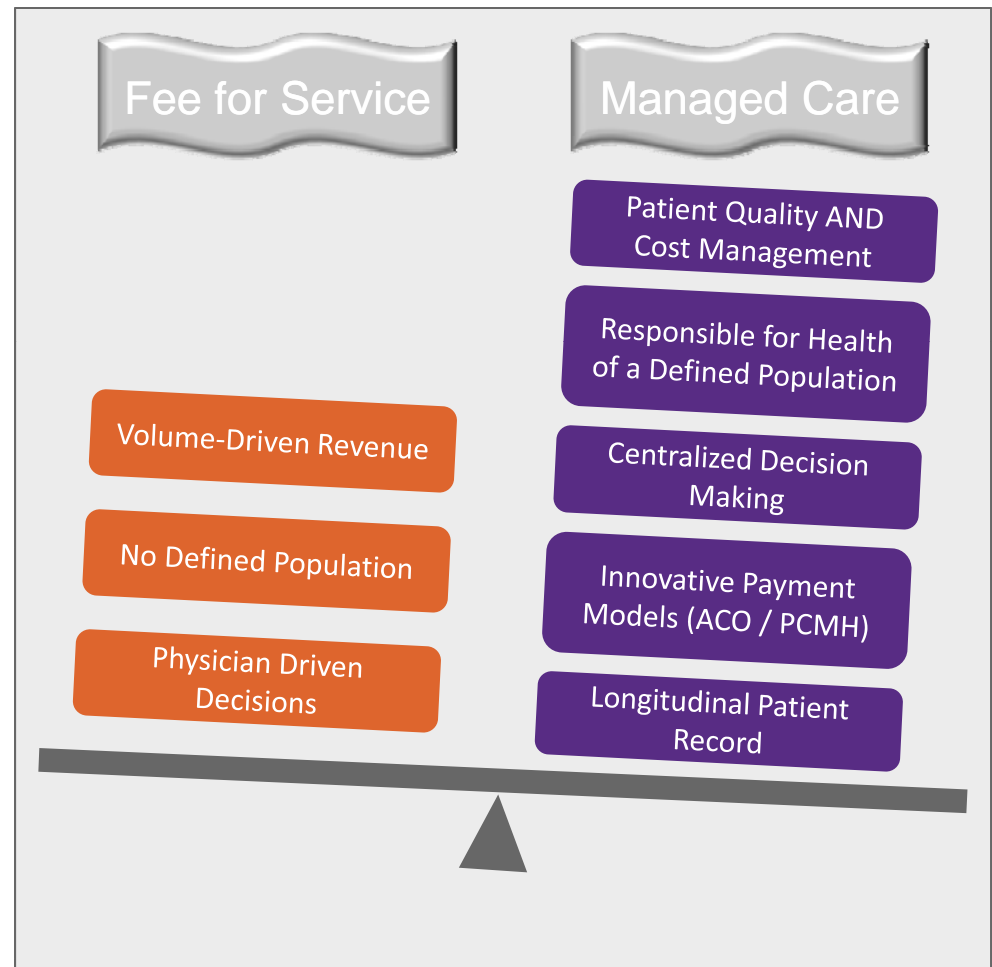 Fee for Service
Managed Care
Patient Quality AND
Cost Management
Responsible for Health
of a Defined Population
Volume-Driven Revenue
Centralized Decision
Making
No Defined Population
Innovative Payment
Models (ACO / PCMH)
Physician Driven
Decisions
Longitudinal Patient
Record